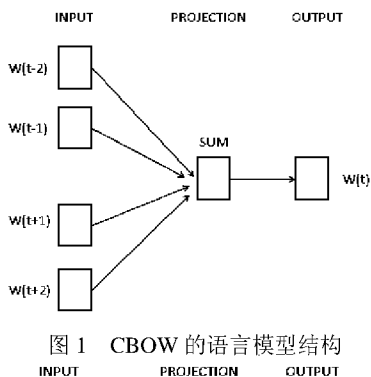 INPUT PROJECTION OUTPUT
W(t-2)
W(t-1)
SUM
W(t)
W(t+1)
W(t+2)
图 1 CBOW 的语言模型结构
INPUT PROJECTION OUTPUT